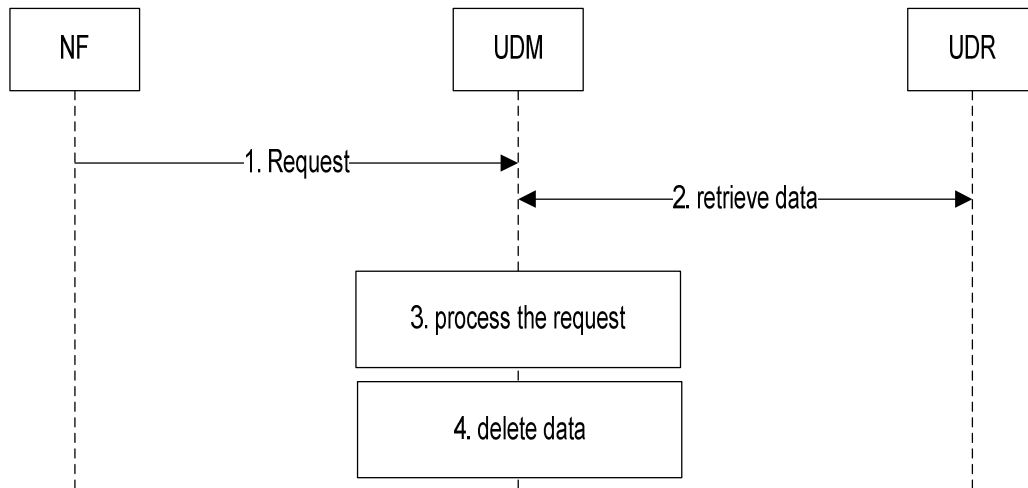 NF
UDM
UDR
1. Request
2. retrieve data
3. process the request
4. delete data